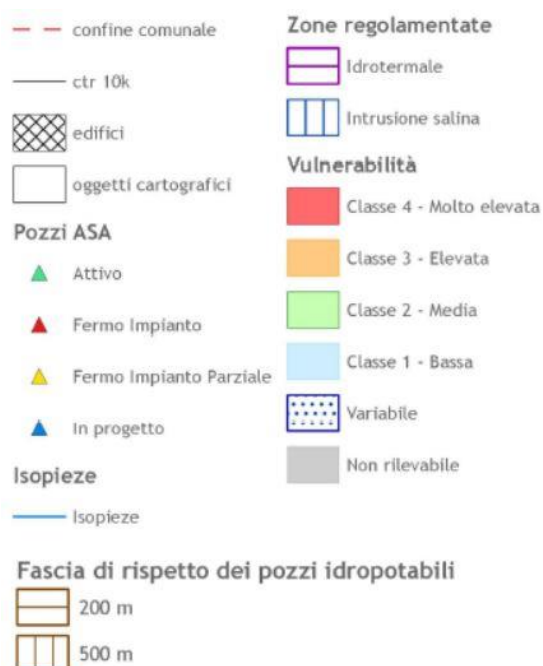 confine comunale
ctr 10k
edifici
oggetti cartografici
Pozzi ASA
Attivo
Fermo Impianto
Fermo Impianto Parziale
In progetto
Isopieze
Isopieze
Zone regolamentate
Idrotermale
Intrusione salina
Vulnerabilità
Classe 4 - Molto elevata
Classe 3 - Elevata
Classe 2 - Media
Classe 1 - Bassa
Variabile
Non rilevabile
Fascia di rispetto dei pozzi idropotabili
200 m
500 m